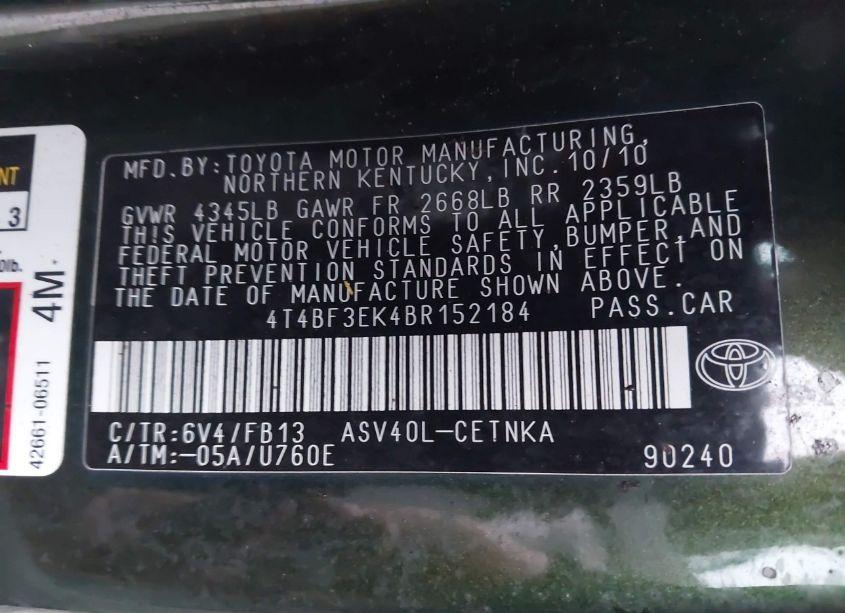 MFD.BY:TOYOTA MOTOR MANUFACTURING,
NORTHERN KENTUCKY,INC.10/10
GVWR 4345LB GAWR FR 2668LB RR 2359LB
THIS VEHICLE CONFORMS TO ALL APPLICABLE
FEDERAL MOTOR VEHICLE SAFETY,BUMPER,AND
THEFT PREVENTION STANDARDS IN EFFECT ON
THE DATE OF MANUFACTURE SHOWN ABOVE.
4T4BF3EK4BR152184 PASS.CAR
C/TR:6V4/FB13 ASV40L-CETNKA
A/TM:-05A/U760E 90240
3
4M
42661-06511